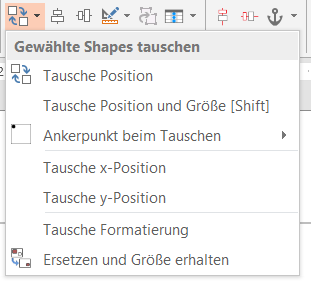 Gewählte Shapes tauschen
Tausche Position
Tausche Position und Größe [Shift]
Ankerpunkt beim Tauschen
Tausche x-Position
Tausche y-Position
Tausche Formatierung
Ersetzen und Größe erhalten